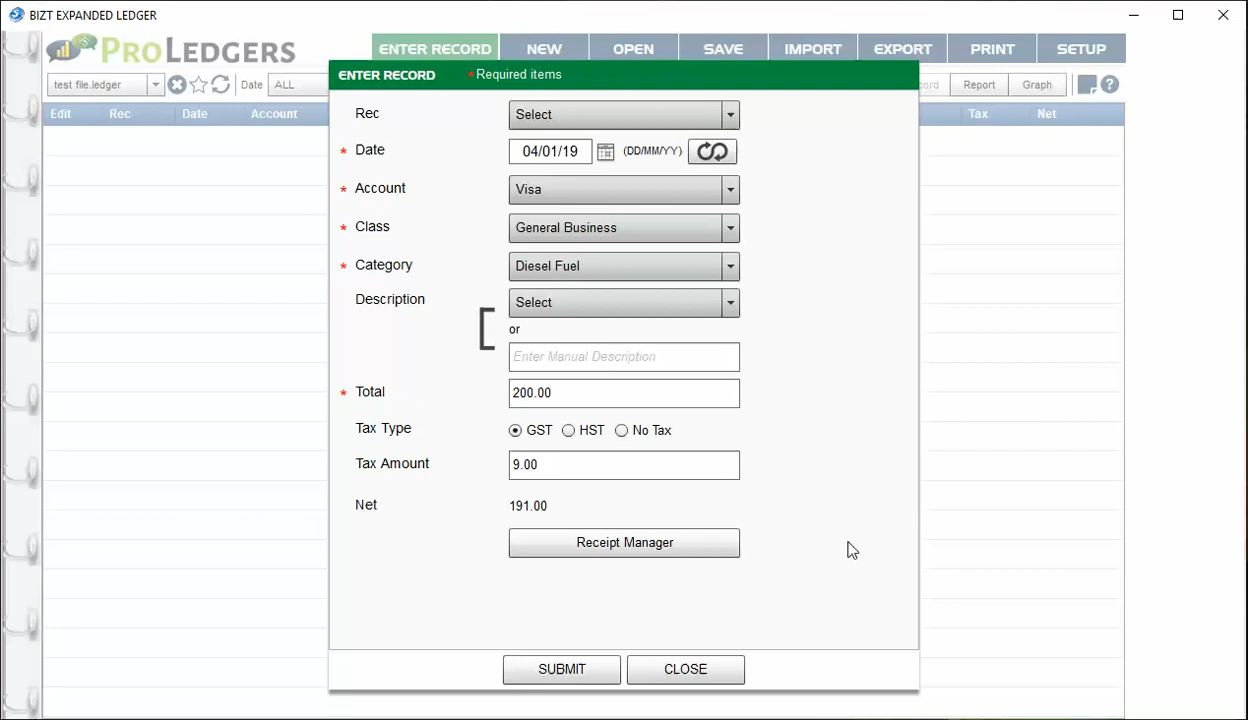 BIZT EXPANDED LEDGER
PROLEDGERS
ENTER RECORD NEW OPEN SAVE IMPORT EXPORT PRINT SETUP
test file.ledger Date ALL Report Graph ?
Edit Rec Date Account Tax Net
ENTER RECORD * Required items
Rec Select
* Date 04/01/19 (DD/MM/YY)
* Account Visa
* Class General Business
* Category Diesel Fuel
Description Select
or
Enter Manual Description
* Total 200.00
Tax Type GST HST No Tax
Tax Amount 9.00
Net 191.00
Receipt Manager
SUBMIT CLOSE